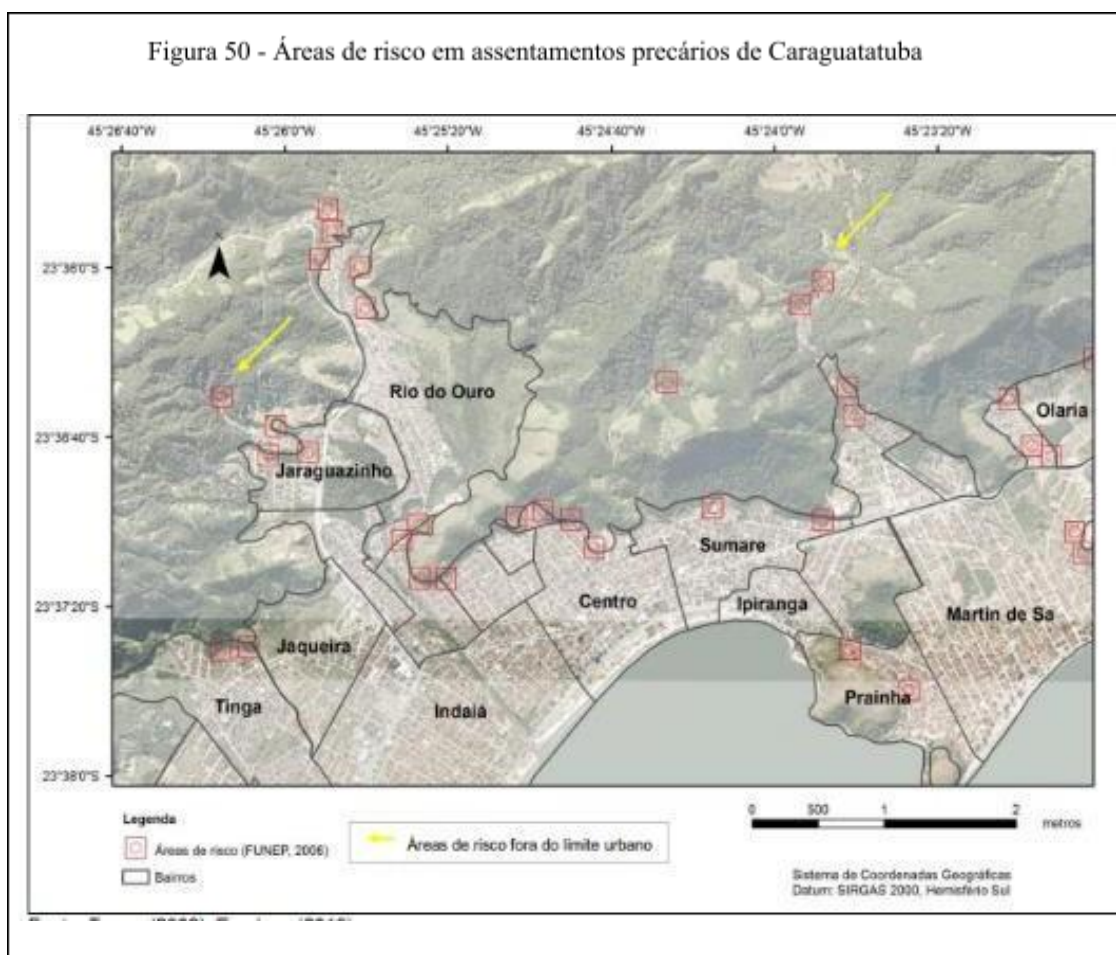 Figura 50 - Áreas de risco em assentamentos precários de Caraguatatuba
45°26'40"W 45°26'0"W 45°25'20"W 45°24'40"W 45°24'0"W 45°23'20"W
23°36'0"S
Rio do Ouro
Olaria
23°36'40"S
Jaraguazinho
Sumare
23°37'20"S
Centro
Ipiranga
Martin de Sa
Jaqueira
Prainha
Tinga
Indaiá
23°38'0"S
Legenda
Áreas de risco (FUNEP, 2006)
Bairros
Áreas de risco fora do limite urbano
0 500 1 2
metros
Sistema de Coordenadas Geográficas
Datum: SIRGAS 2000, Hemisfério Sul